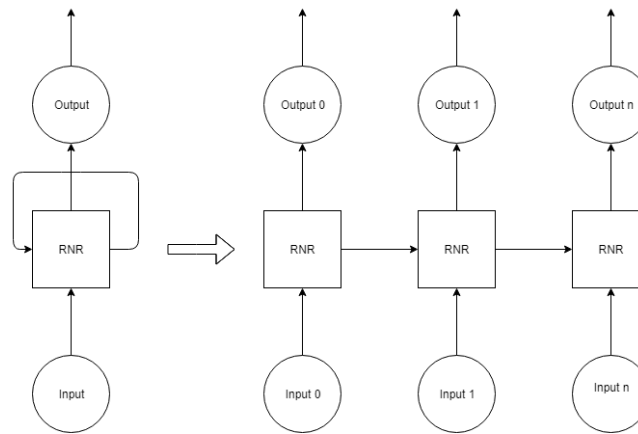 Output
Output 0
Output 1
Output n
RNR
RNR
RNR
RNR
Input
Input 0
Input 1
Input n